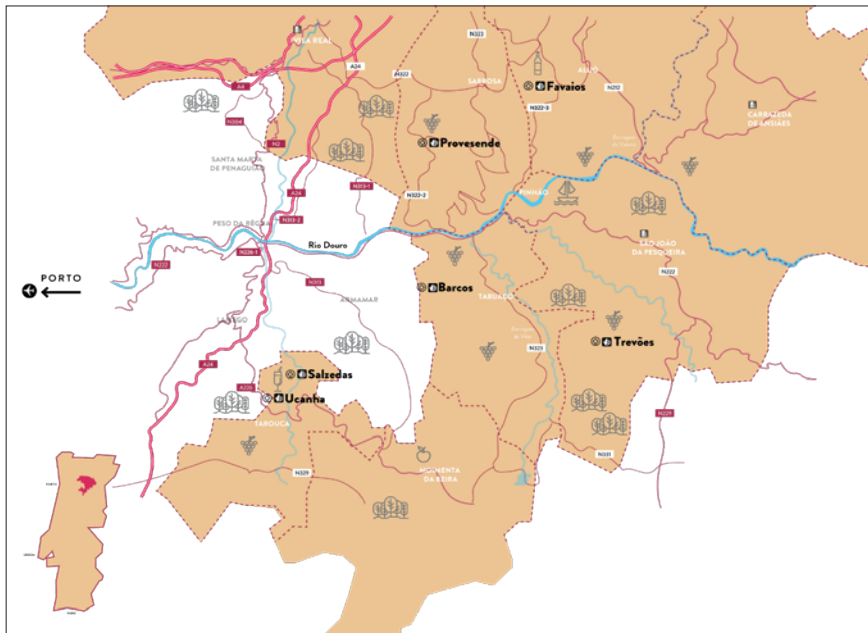 VILA REAL
N323
A24
N322
SABROSA
ALIJÓ
N212
Favaios
A4
N304
N322-3
CARRAZEDA
DE ANSIÃES
N2
Provesende
SANTA MARTA
DE PENAGUIÃO
A24
N313-1
N322-2
PINHÃO
PESO DA RÉGUA
N313-2
Rio Douro
SÃO JOÃO
DA PESQUEIRA
N222
N222
PORTO
N313
Barcos
TABUAÇO
ARMAMAR
LAMEGO
N323
Trevões
A24
Salzedas
A226
Ucanha
TAROUCA
N229
N331
MOIMENTA
DA BEIRA
N329